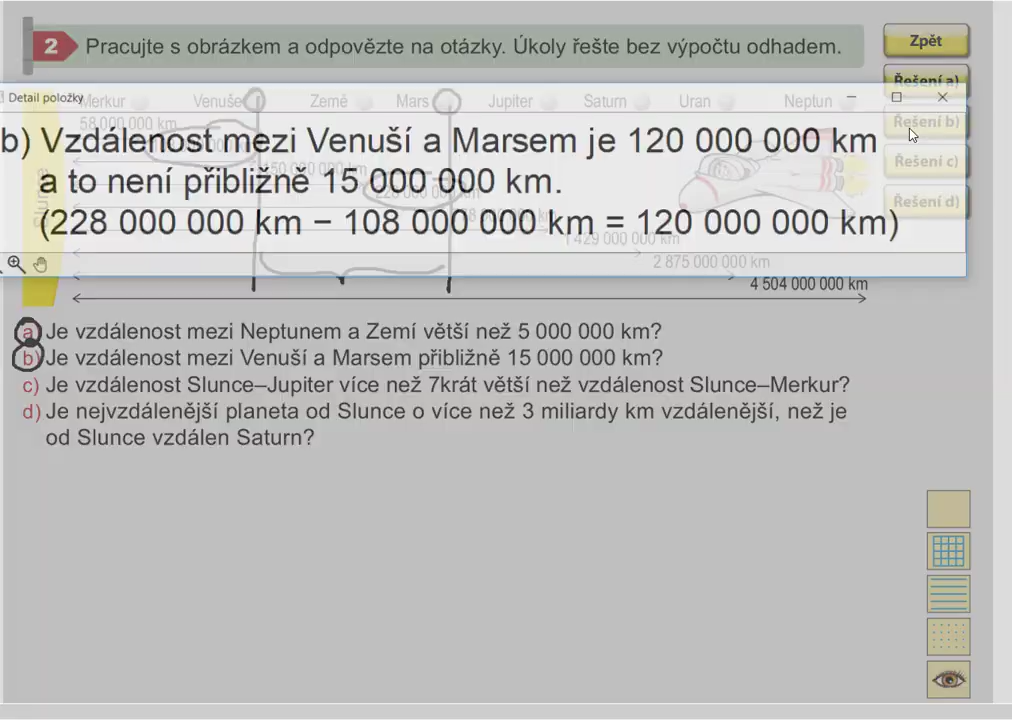 2 Pracujte s obrázkem a odpovězte na otázky. Úkoly řešte bez výpočtu odhadem.
Zpět
Řešení a)
Detail položky
Merkur Venuše Země Mars Jupiter Saturn Uran Neptun
58 000 000 km
Řešení b)
b) Vzdálenost mezi Venuší a Marsem je 120 000 000 km
Řešení c)
a to není přibližně 15 000 000 km.
Řešení d)
(228 000 000 km − 108 000 000 km = 120 000 000 km)
Slunce
1 429 000 000 km
2 875 000 000 km
4 504 000 000 km
a) Je vzdálenost mezi Neptunem a Zemí větší než 5 000 000 km?
b) Je vzdálenost mezi Venuší a Marsem přibližně 15 000 000 km?
c) Je vzdálenost Slunce–Jupiter více než 7krát větší než vzdálenost Slunce–Merkur?
d) Je nejvzdálenější planeta od Slunce o více než 3 miliardy km vzdálenější, než je
od Slunce vzdálen Saturn?